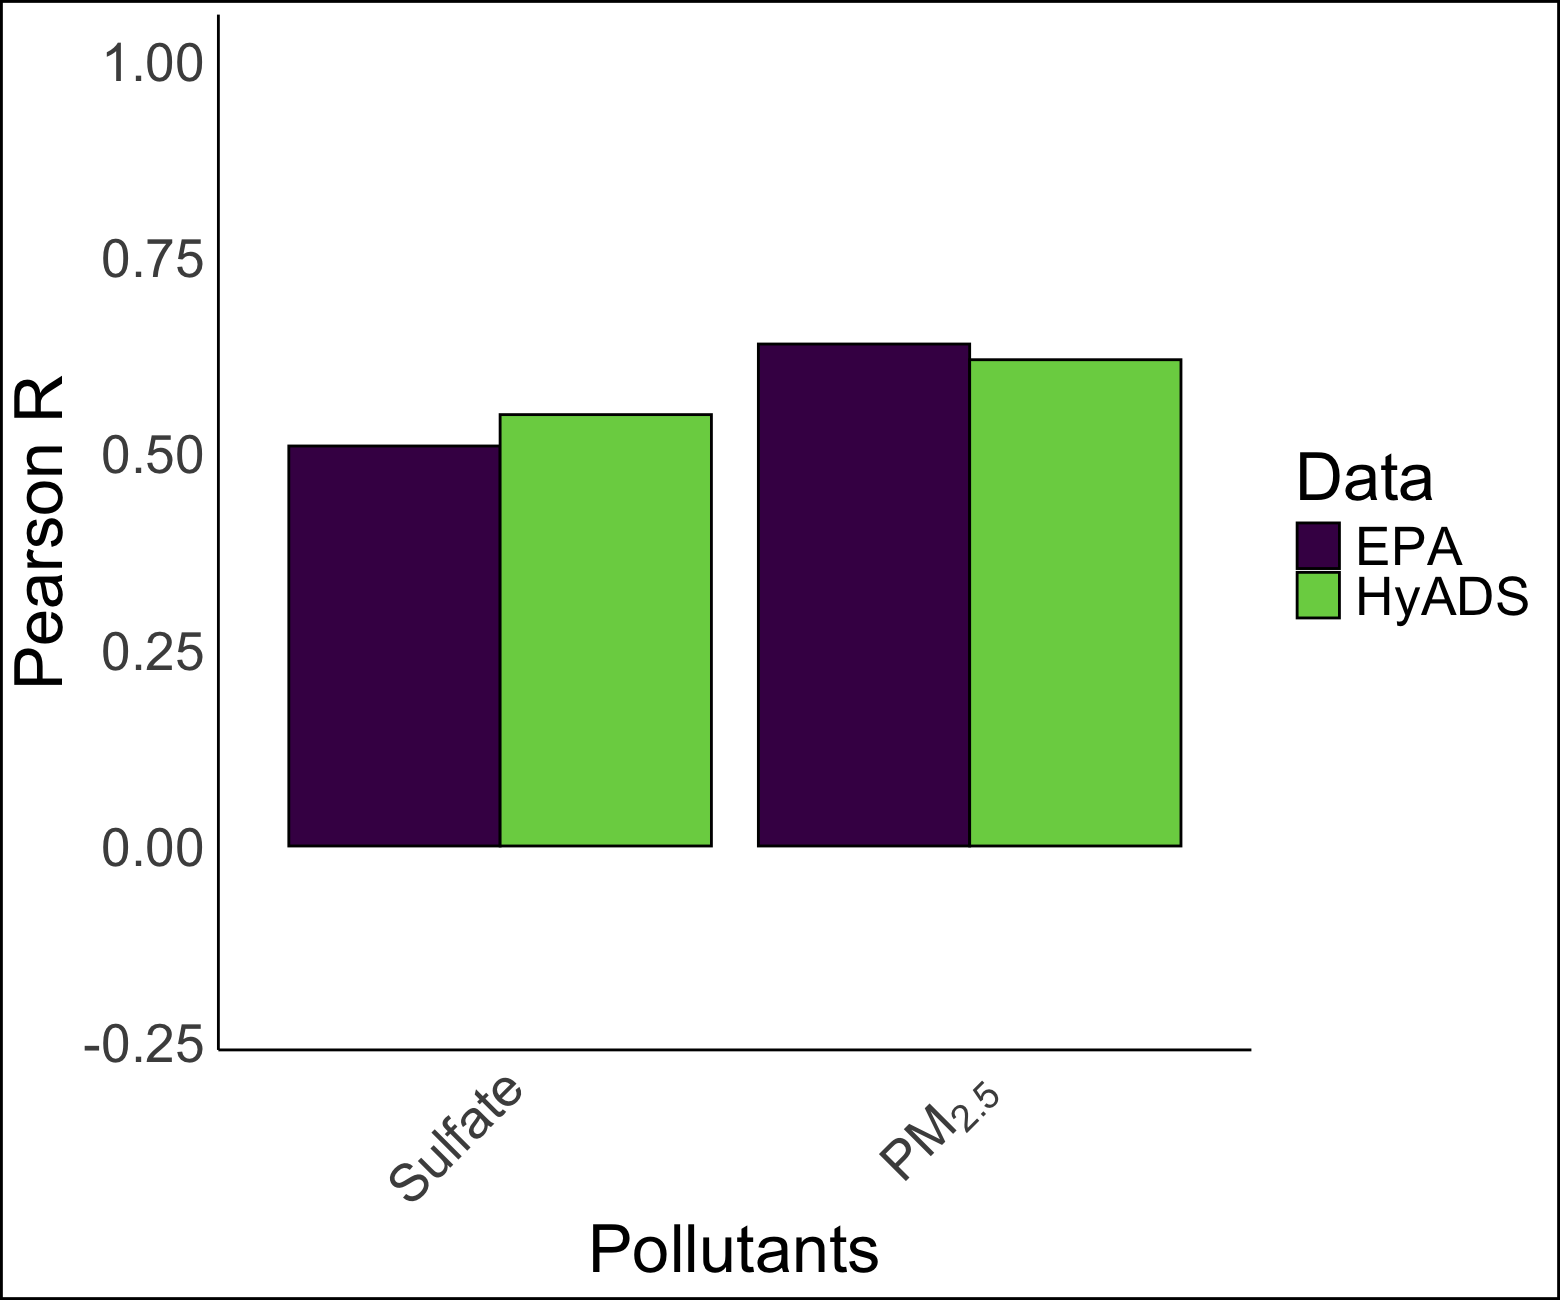 1.00
0.75
0.50
0.25
0.00
-0.25
Pearson R
Sulfate
PM2.5
Pollutants
Data
EPA
HyADS